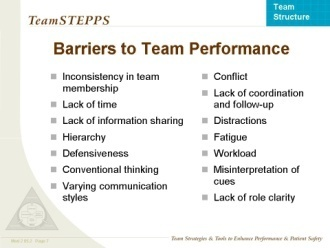 Team
Structure
TeamSTEPPS
Barriers to Team Performance
Inconsistency in team
membership
Lack of time
Lack of information sharing
Hierarchy
Defensiveness
Conventional thinking
Varying communication
styles
Conflict
Lack of coordination
and follow-up
Distractions
Fatigue
Workload
Misinterpretation of
cues
Lack of role clarity
Team Strategies & Tools to Enhance Performance & Patient Safety